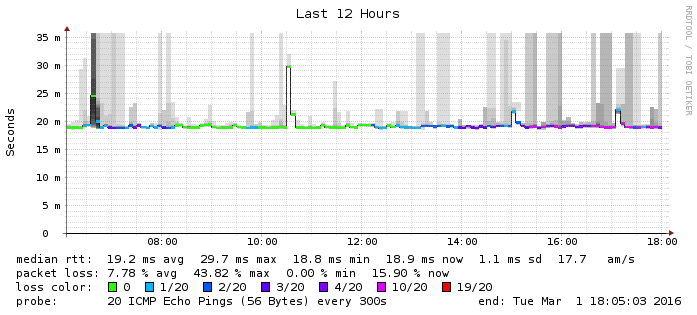 Last 12 Hours
RRDTOOL / TOBI OETIKER
Seconds
35 m
30 m
25 m
20 m
15 m
10 m
5 m
0
08:00 10:00 12:00 14:00 16:00 18:00
median rtt: 19.2 ms avg 29.7 ms max 18.8 ms min 18.9 ms now 1.1 ms sd 17.7 am/s
packet loss: 7.78 % avg 43.82 % max 0.00 % min 15.90 % now
loss color: 0 1/20 2/20 3/20 4/20 10/20 19/20
probe: 20 ICMP Echo Pings (56 Bytes) every 300s end: Tue Mar 1 18:05:03 2016